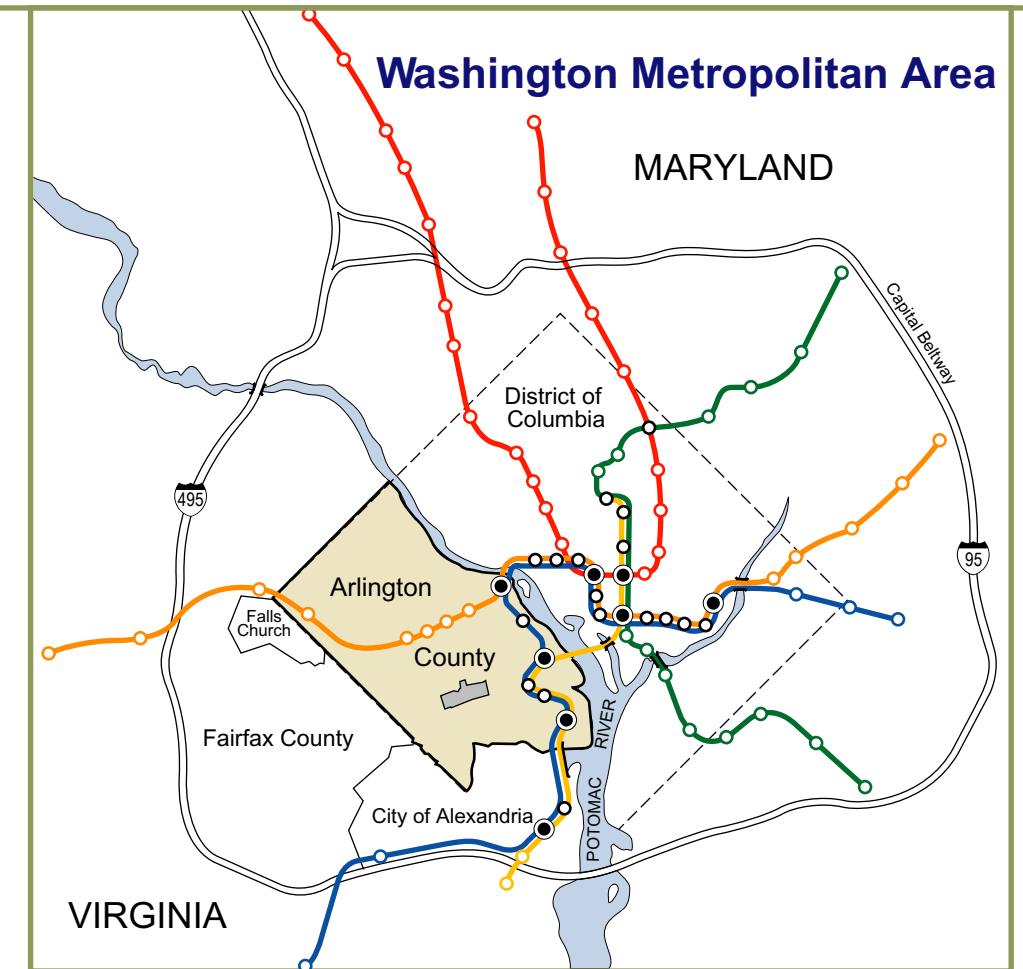 Washington Metropolitan Area
MARYLAND
Capital Beltway
District of
Columbia
495
95
Arlington
Falls
Church
County
Fairfax County
RIVER
POTOMAC
City of Alexandria
VIRGINIA